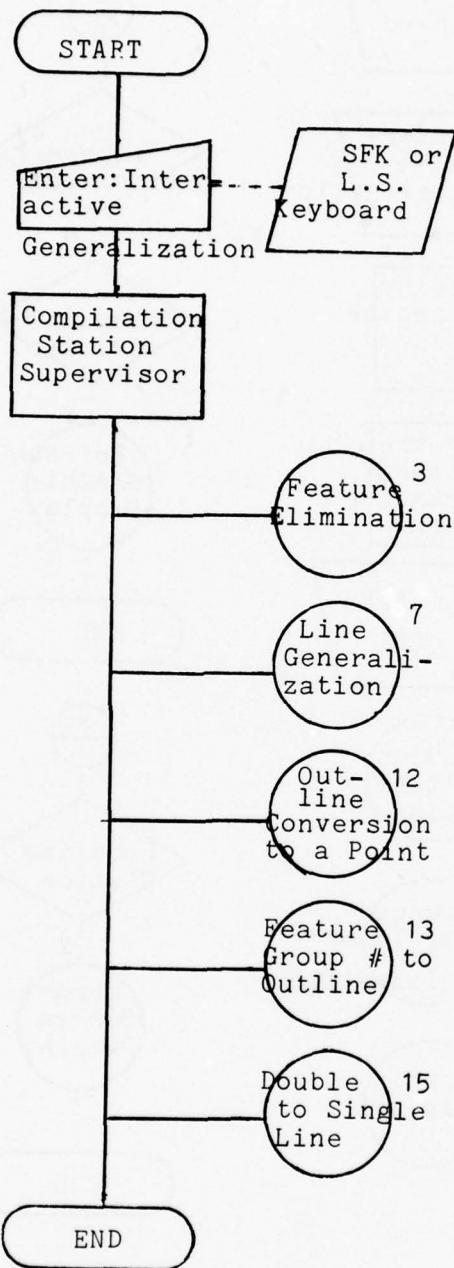 START
Enter:Inter
active
Generalization
SFK or
L.S.
Keyboard
Compilation
Station
Supervisor
3
Feature
Elimination
7
Line
Generali-
zation
12
Out-
line
Conversion
to a Point
Feature 13
Group # to
Outline
Double 15
to Single
Line
END